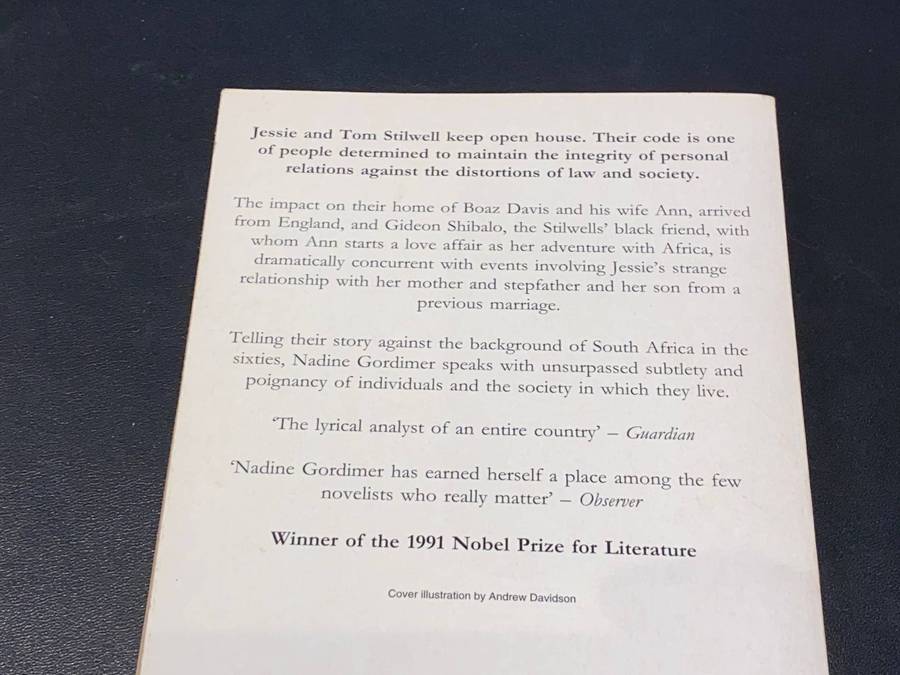 Jessie and Tom Stilwell keep open house. Their code is one
of people determined to maintain the integrity of personal
relations against the distortions of law and society.
The impact on their home of Boaz Davis and his wife Ann, arrived
from England, and Gideon Shibalo, the Stilwells’ black friend, with
whom Ann starts a love affair as her adventure with Africa, is
dramatically concurrent with events involving Jessie’s strange
relationship with her mother and stepfather and her son from a
previous marriage.
Telling their story against the background of South Africa in the
sixties, Nadine Gordimer speaks with unsurpassed subtlety and
poignancy of individuals and the society in which they live.
‘The lyrical analyst of an entire country’ – Guardian
‘Nadine Gordimer has earned herself a place among the few
novelists who really matter’ – Observer
Winner of the 1991 Nobel Prize for Literature
Cover illustration by Andrew Davidson